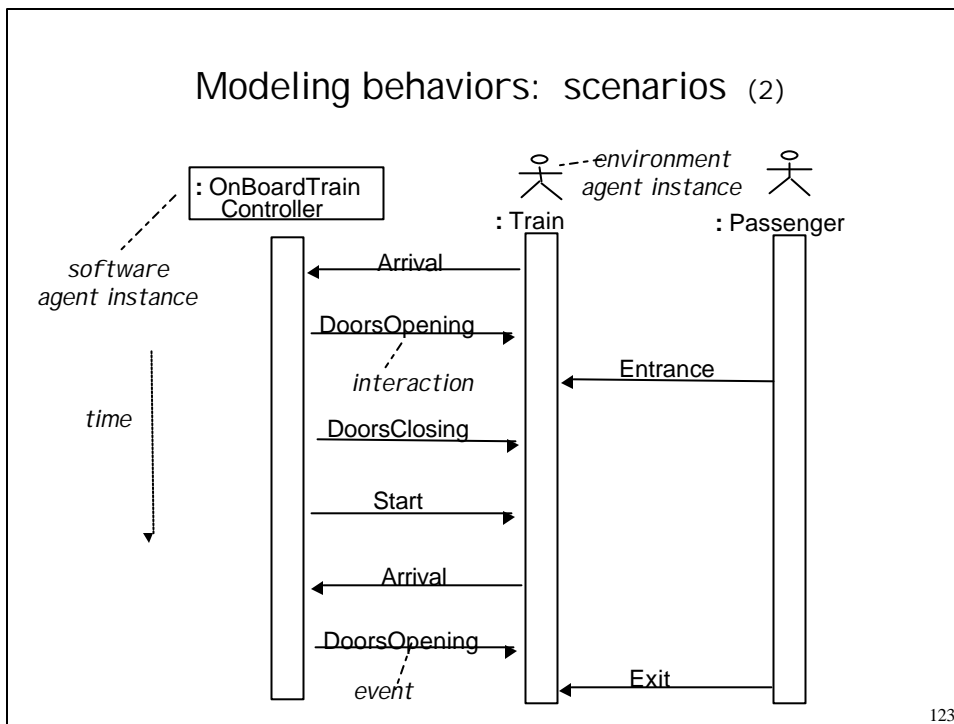 Modeling behaviors: scenarios (2)
: OnBoardTrain
Controller
environment
agent instance
: Train
: Passenger
software
agent instance
Arrival
DoorsOpening
interaction
Entrance
time
DoorsClosing
Start
Arrival
DoorsOpening
event
Exit
123